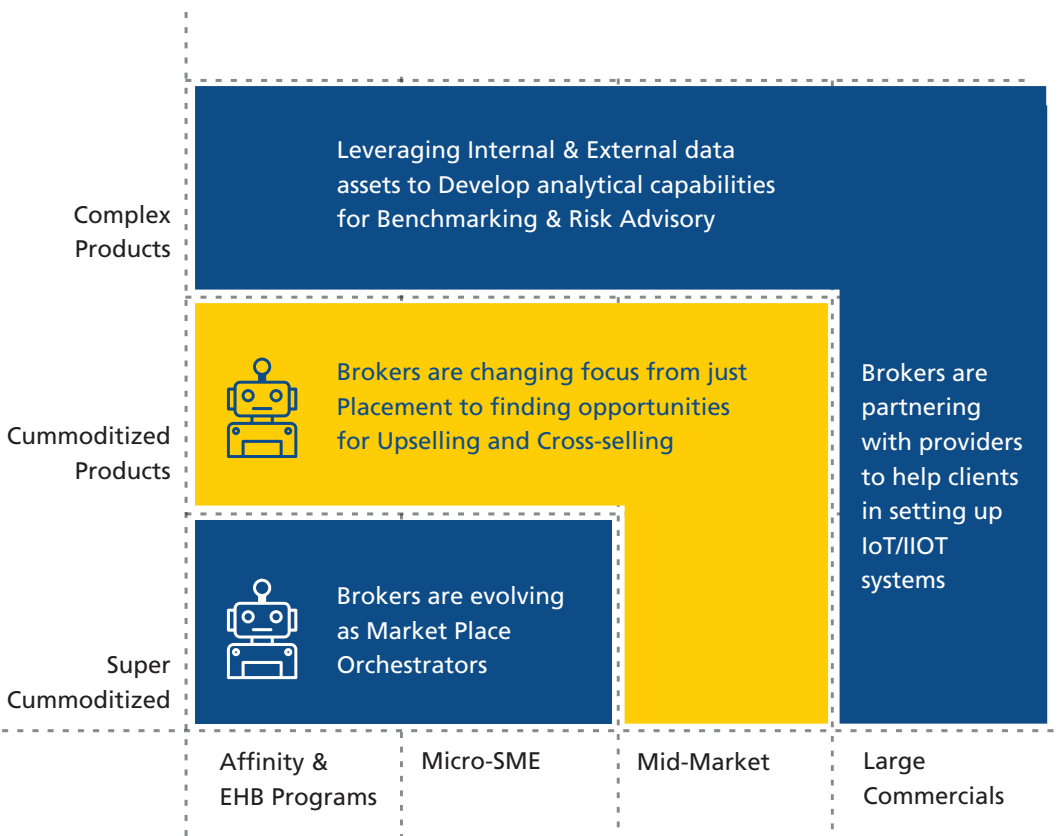 Leveraging Internal & External data
assets to Develop analytical capabilities
for Benchmarking & Risk Advisory
Complex
Products
Brokers are changing focus from just
Placement to finding opportunities
for Upselling and Cross-selling
Brokers are
partnering
with providers
to help clients
in setting up
IoT/IIOT
systems
Cummoditized
Products
Brokers are evolving
as Market Place
Orchestrators
Super
Cummoditized
Affinity &
EHB Programs
Micro-SME
Mid-Market
Large
Commercials